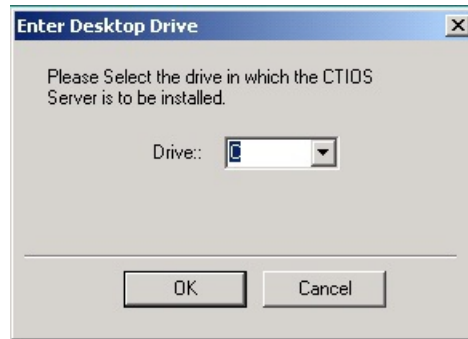 Enter Desktop Drive
Please Select the drive in which the CTIOS
Server is to be installed.
Drive::
OK
Cancel